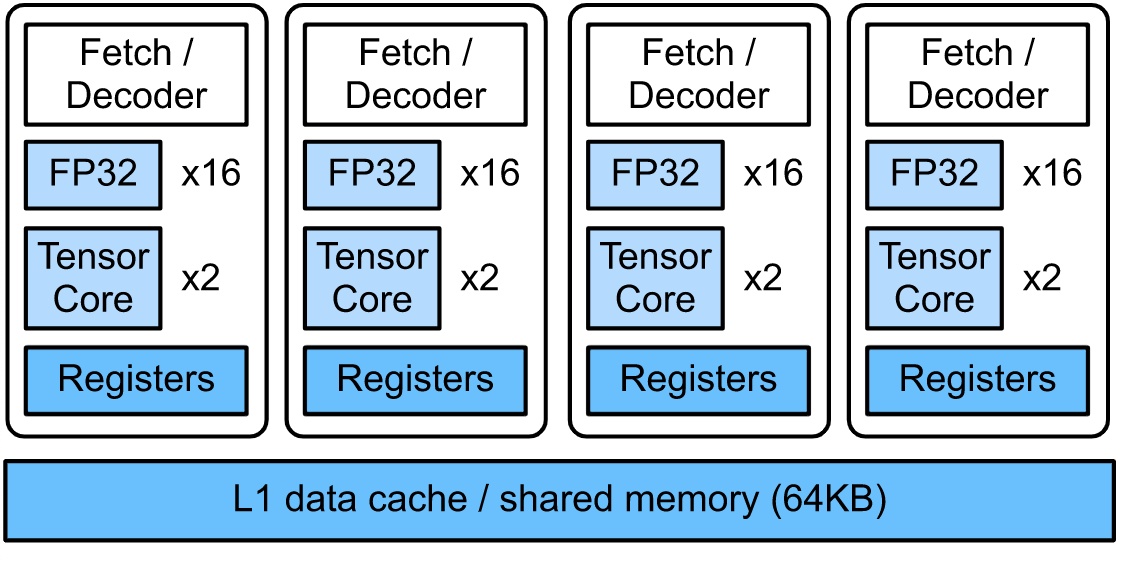 Fetch /
Decoder
FP32 x16
Tensor
Core
x2
Registers
Fetch /
Decoder
FP32 x16
Tensor
Core
x2
Registers
Fetch /
Decoder
FP32 x16
Tensor
Core
x2
Registers
Fetch /
Decoder
FP32 x16
Tensor
Core
x2
Registers
L1 data cache / shared memory (64KB)